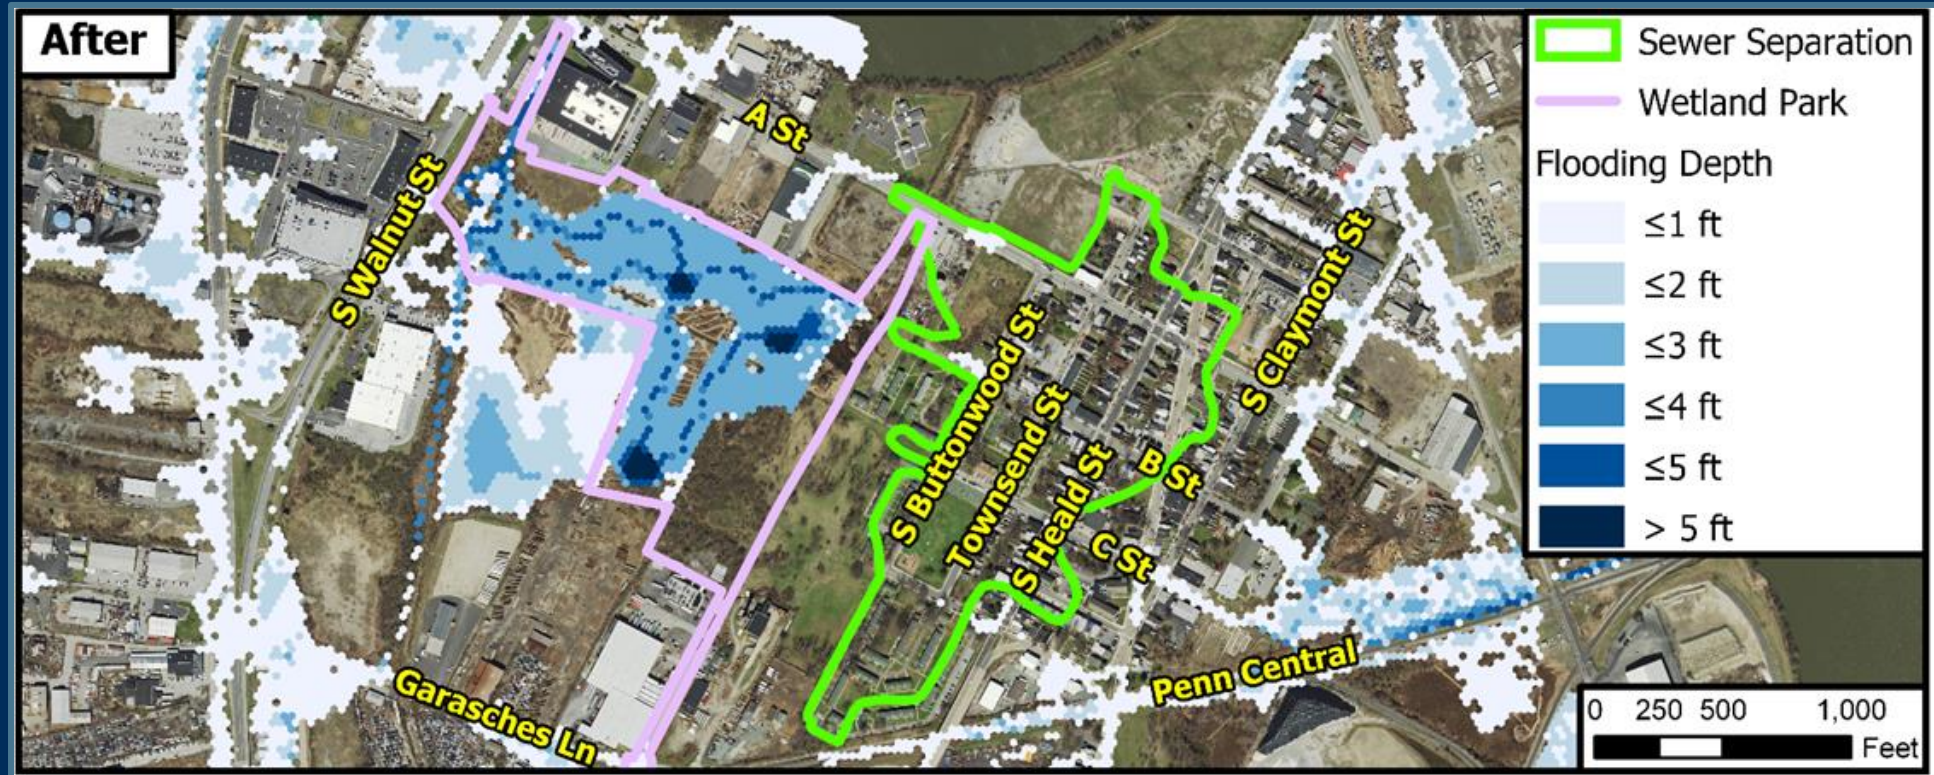 After
Sewer Separation
Wetland Park
Flooding Depth
≤1 ft
≤2 ft
≤3 ft
≤4 ft
≤5 ft
> 5 ft
A St
S Walnut St
S Claymont St
S Buttonwood St
Townsend St
S Heald St
B St
C St
Penn Central
Garasches Ln
0 250 500 1,000
Feet